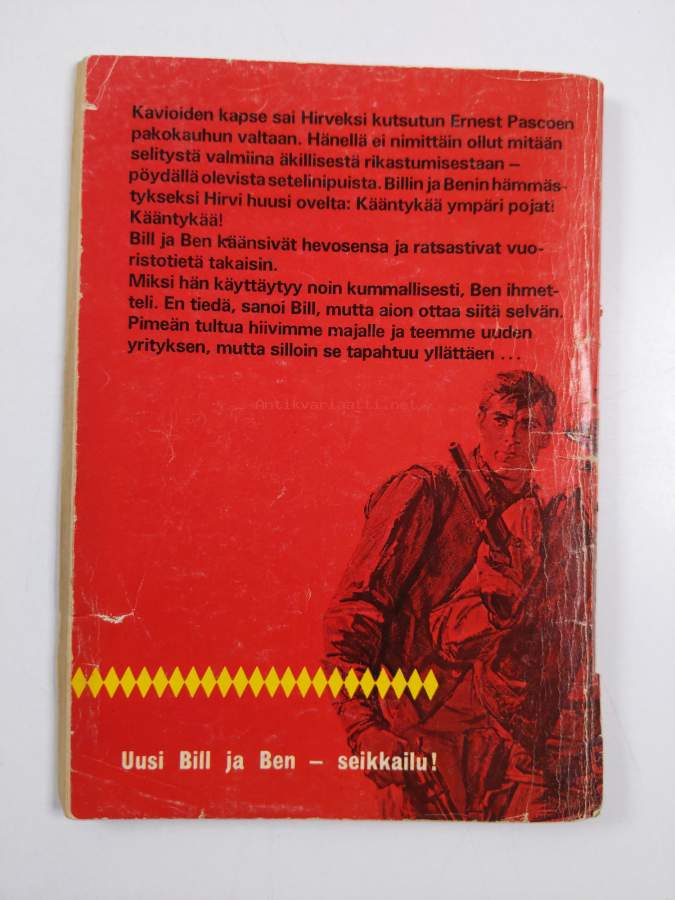 Kavioiden kapse sai Hirveksi kutsutun Ernest Pascoen
pakokauhun valtaan. Hänellä ei nimittäin ollut mitään
selitystä valmiina äkillisestä rikastumisestaan –
pöydällä olevista setelinipuista. Billin ja Benin hämmäs-
tykseksi Hirvi huusi ovelta: Kääntykää ympäri pojat!
Kääntykää!
Bill ja Ben käänsivät hevosensa ja ratsastivat vuo-
ristotietä takaisin.
Miksi hän käyttäytyy noin kummallisesti, Ben ihmet-
teli. En tiedä, sanoi Bill, mutta aion ottaa siitä selvän.
Pimeän tultua hiivimme majalle ja teemme uuden
yrityksen, mutta silloin se tapahtuu yllättäen ...
Antikvariaatti.net
Uusi Bill ja Ben – seikkailu!